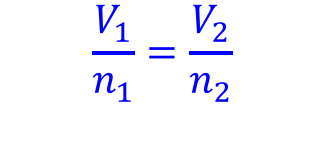 V₁/n₁ = V₂/n₂